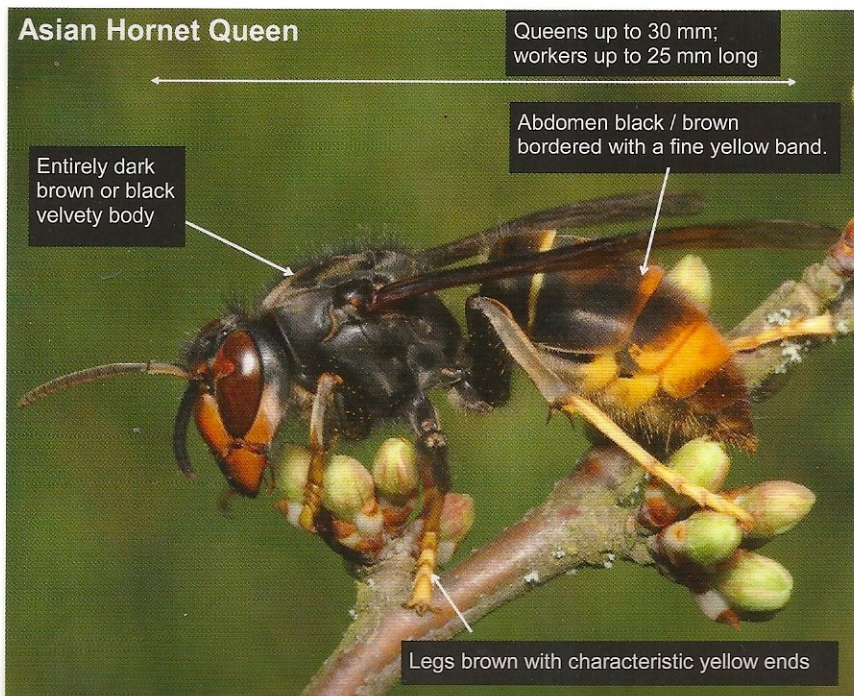 Asian Hornet Queen
Queens up to 30 mm;
workers up to 25 mm long
Abdomen black / brown
bordered with a fine yellow band.
Entirely dark
brown or black
velvety body
Legs brown with characteristic yellow ends